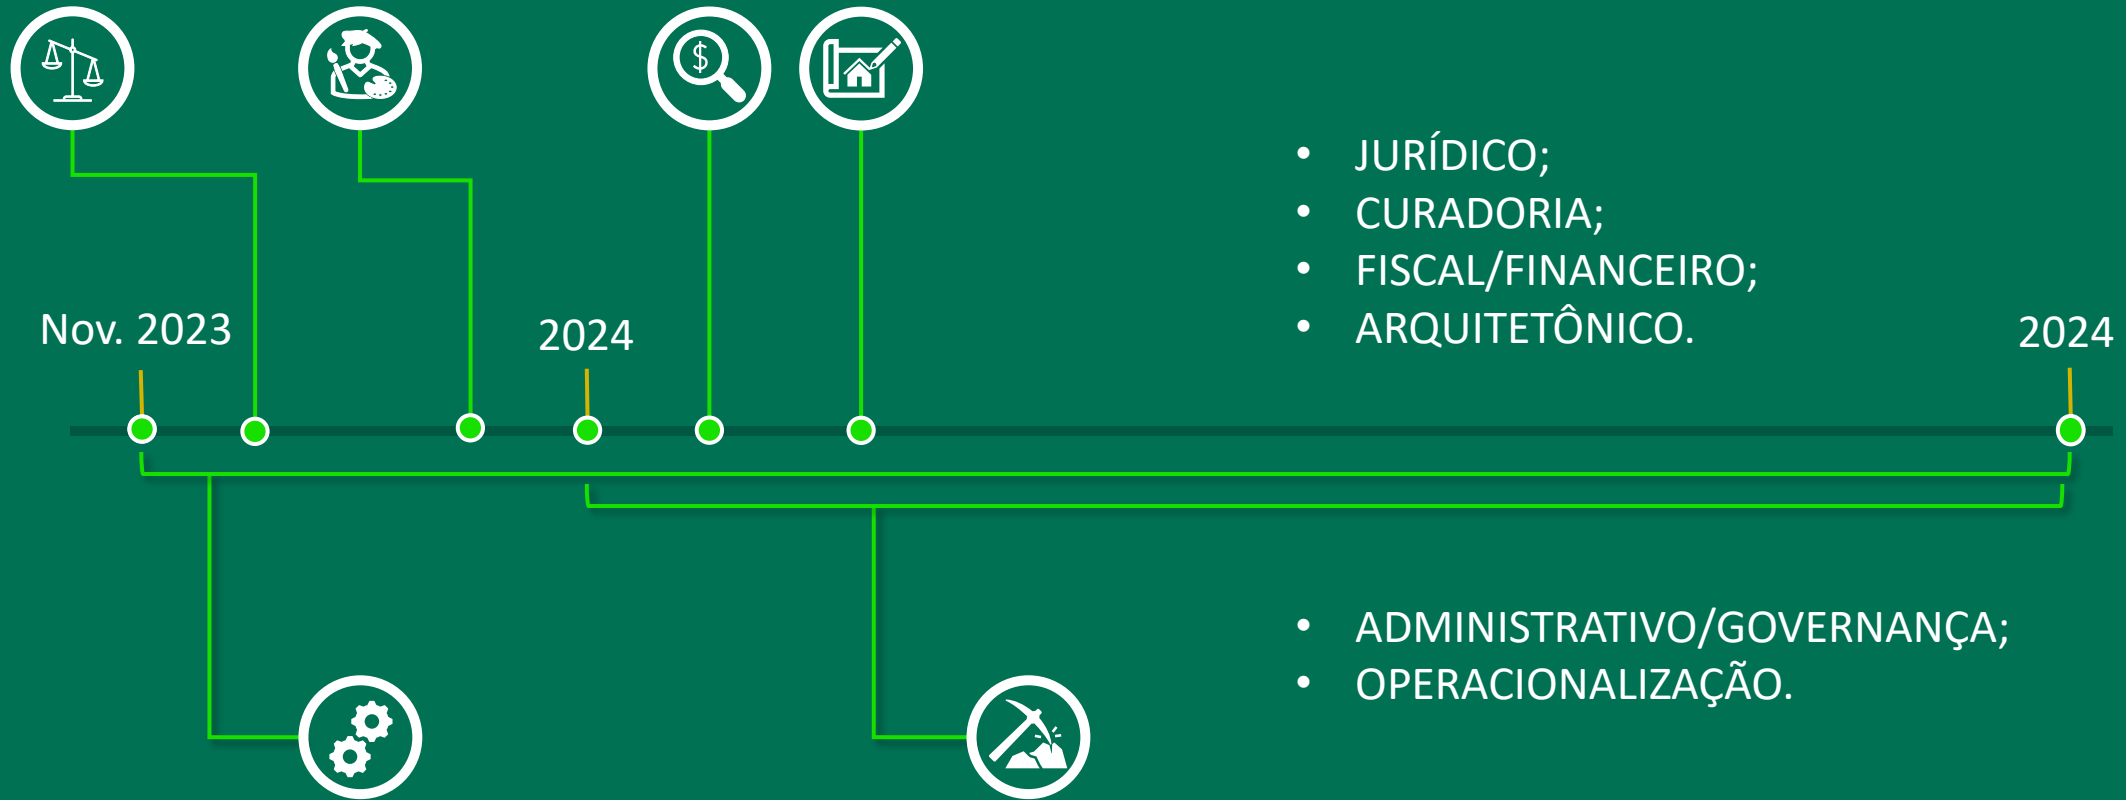 $
• JURÍDICO;
• CURADORIA;
• FISCAL/FINANCEIRO;
• ARQUITETÔNICO.
Nov. 2023
2024
2024
• ADMINISTRATIVO/GOVERNANÇA;
• OPERACIONALIZAÇÃO.